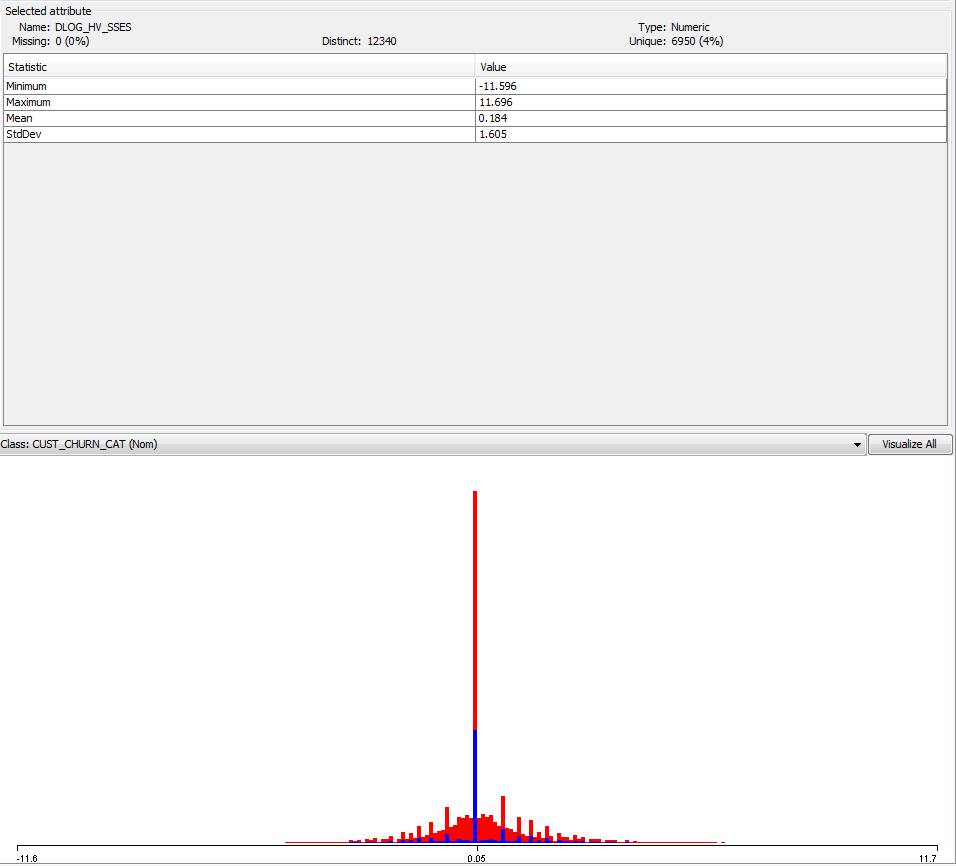 Selected attribute
Name: DLOG_HV_SSES Type: Numeric
Missing: 0 (0%) Distinct: 12340 Unique: 6950 (4%)
Statistic Value
Minimum -11.596
Maximum 11.696
Mean 0.184
StdDev 1.605
Class: CUST_CHURN_CAT (Nom) Visualize All
-11.6 0.05 11.7